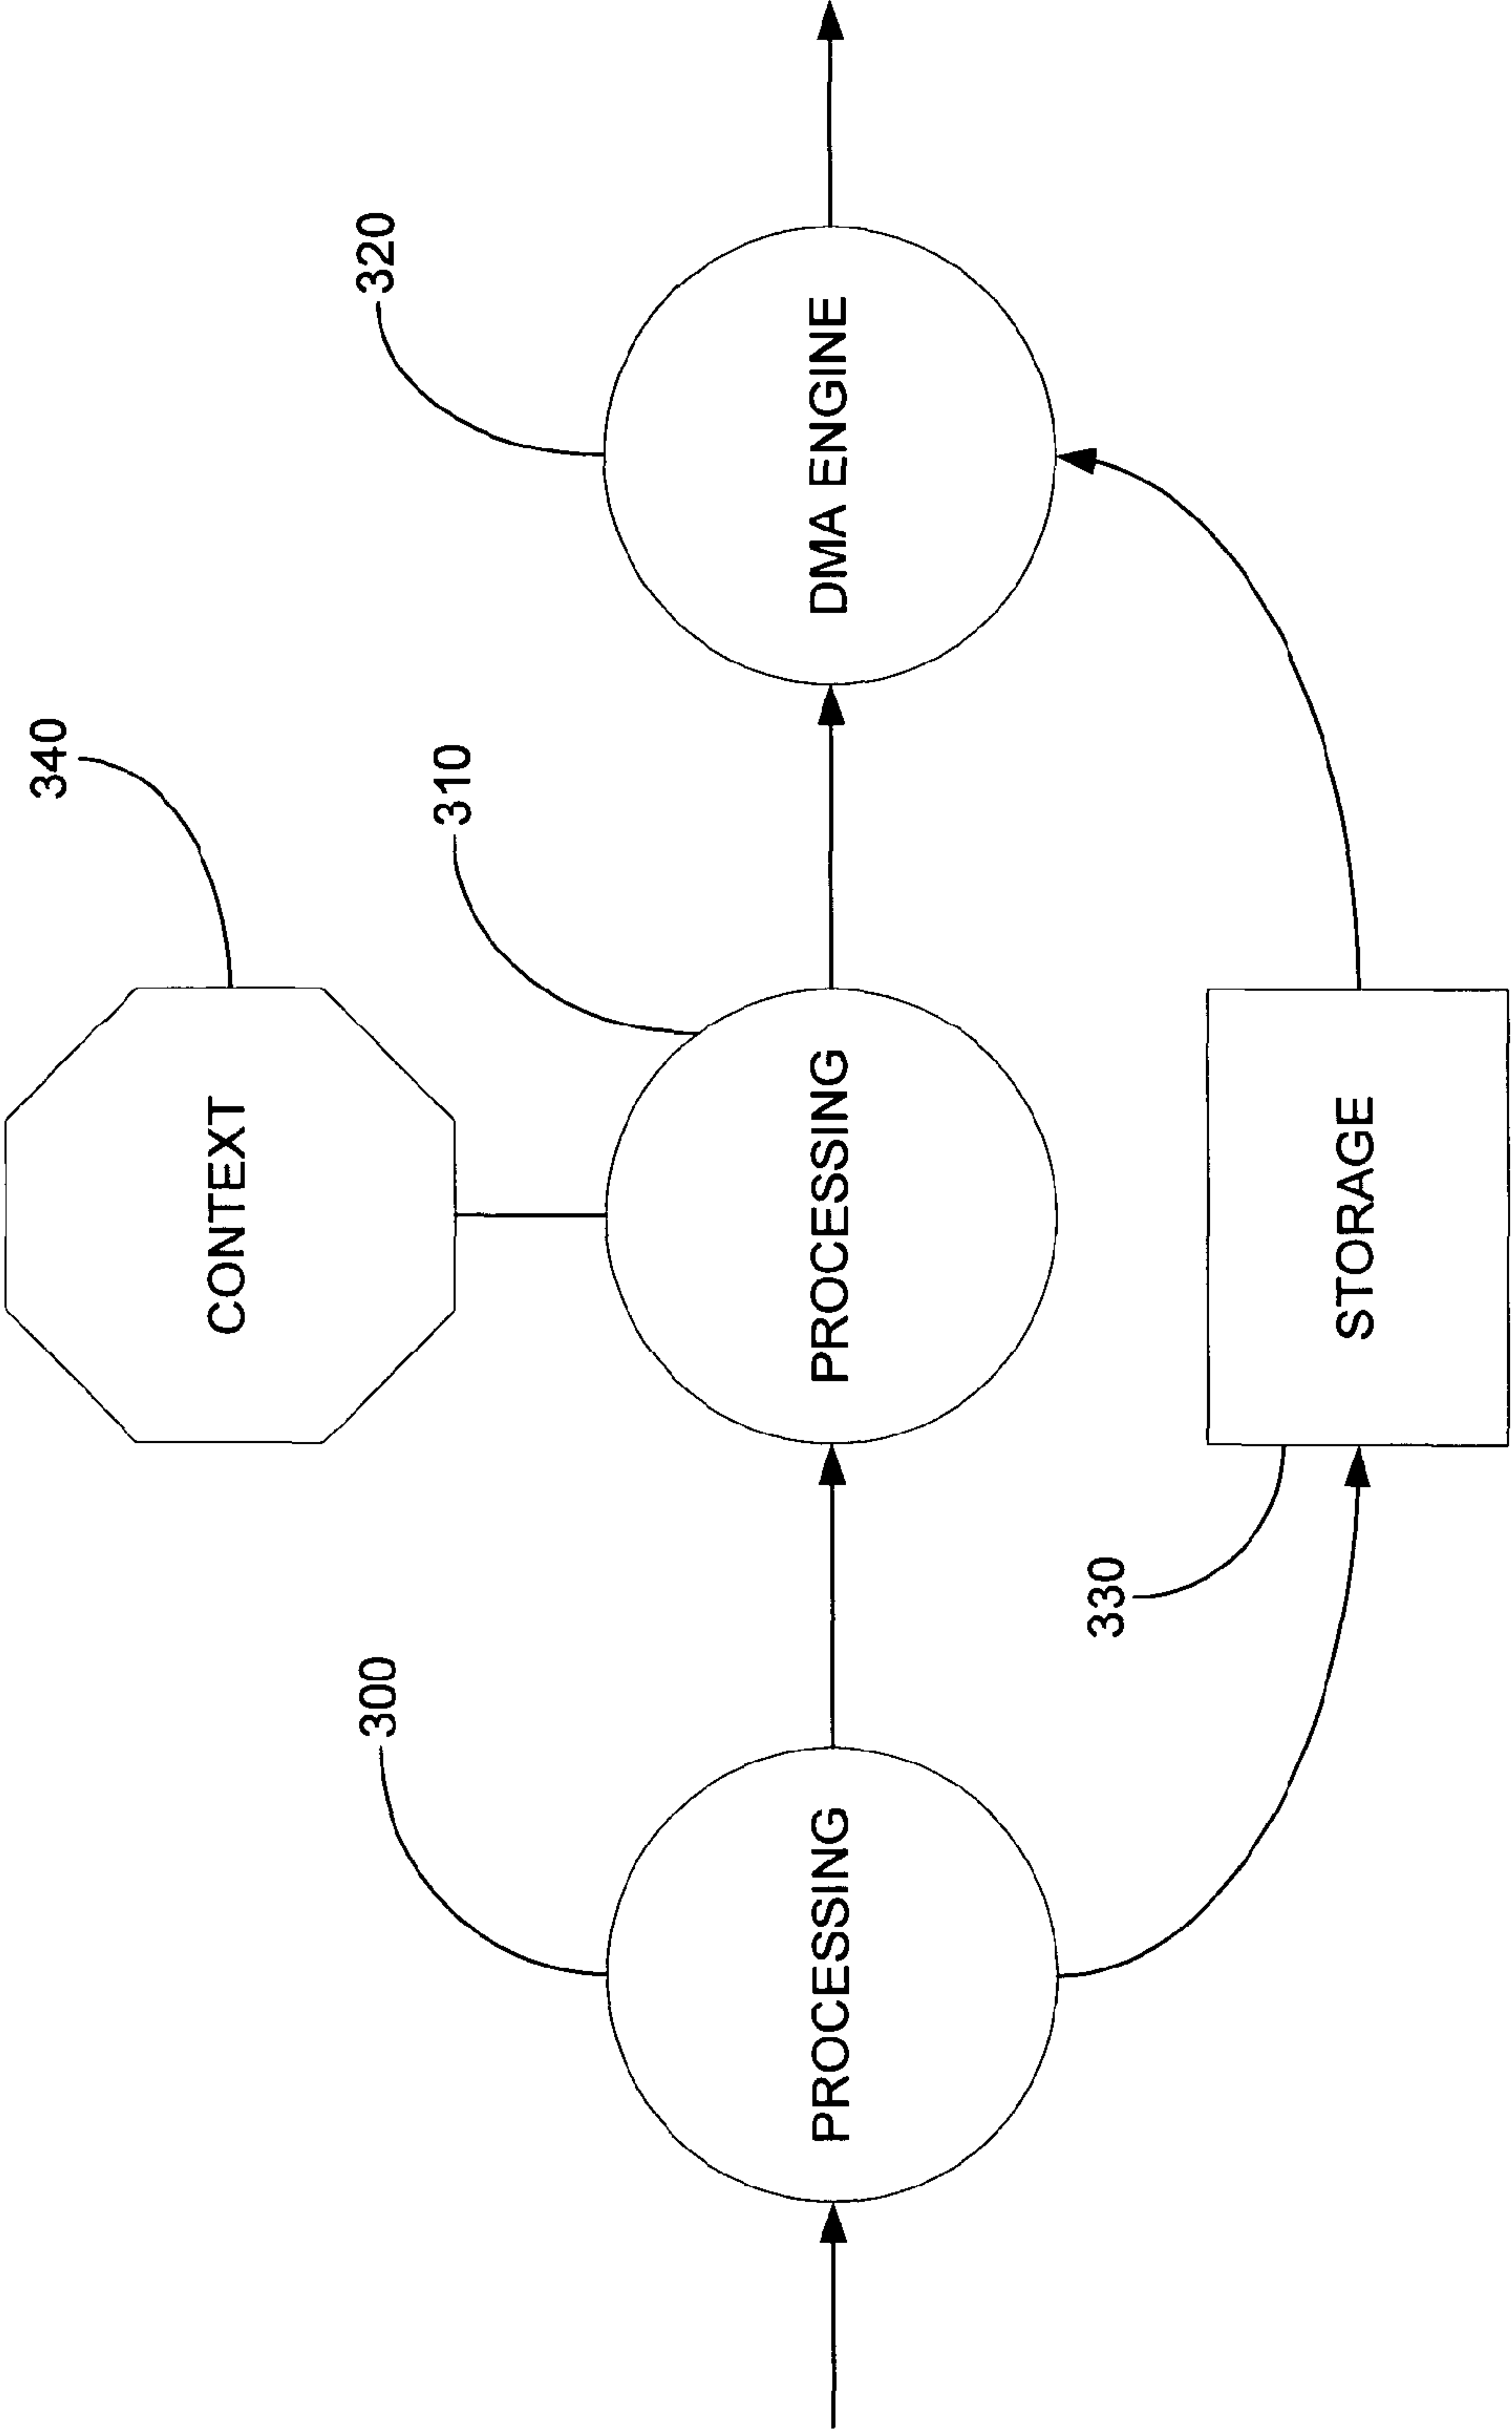 340
CONTEXT
320
310
300
PROCESSING
PROCESSING
DMA ENGINE
330
STORAGE